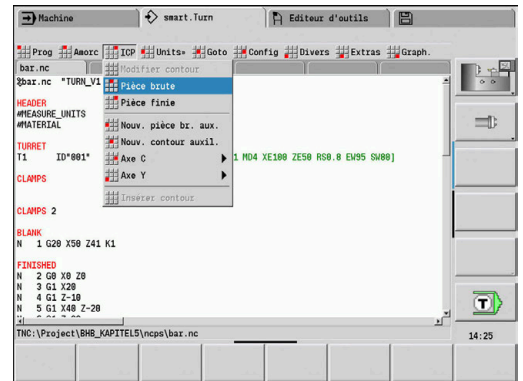 Machine
smart.Turn
Editeur d'outils
Prog Amorc ICP Units» Goto Config Divers Extras Graph.
bar.nc
Modifier contour
Pièce brute
Pièce finie
Nouv. pièce br. aux.
Nouv. contour auxil.
Axe C
Axe Y
Inserer contour
%bar.nc "TURN_V1
HEADER
#MEASURE_UNITS
#MATERIAL
TURRET
T1 ID"001" 1 MD4 XE100 ZE50 RS0.8 EW95 SW80]
CLAMPS
CLAMPS 2
BLANK
N 1 G20 X50 Z41 K1
FINISHED
N 2 G0 X0 Z0
N 3 G1 X20
N 4 G1 Z-10
N 5 G1 X40 Z-20
TNC:\Project\BHB_KAPITEL5\ncps\bar.nc
T
14:25